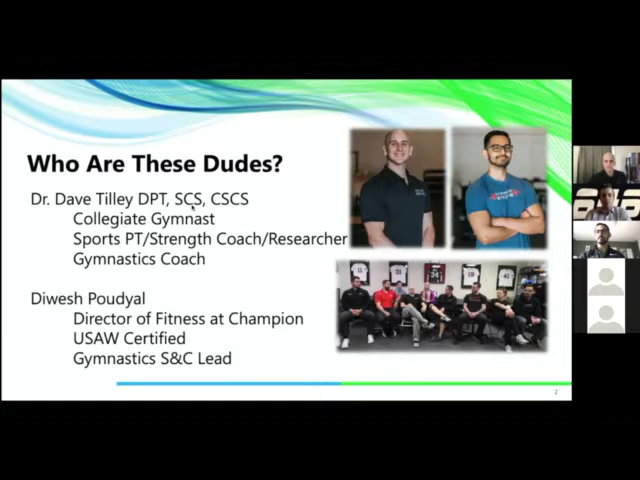 Who Are These Dudes?
Dr. Dave Tilley DPT, SCS, CSCS
Collegiate Gymnast
Sports PT/Strength Coach/Researcher
Gymnastics Coach
Diwesh Poudyal
Director of Fitness at Champion
USAW Certified
Gymnastics S&C Lead
2